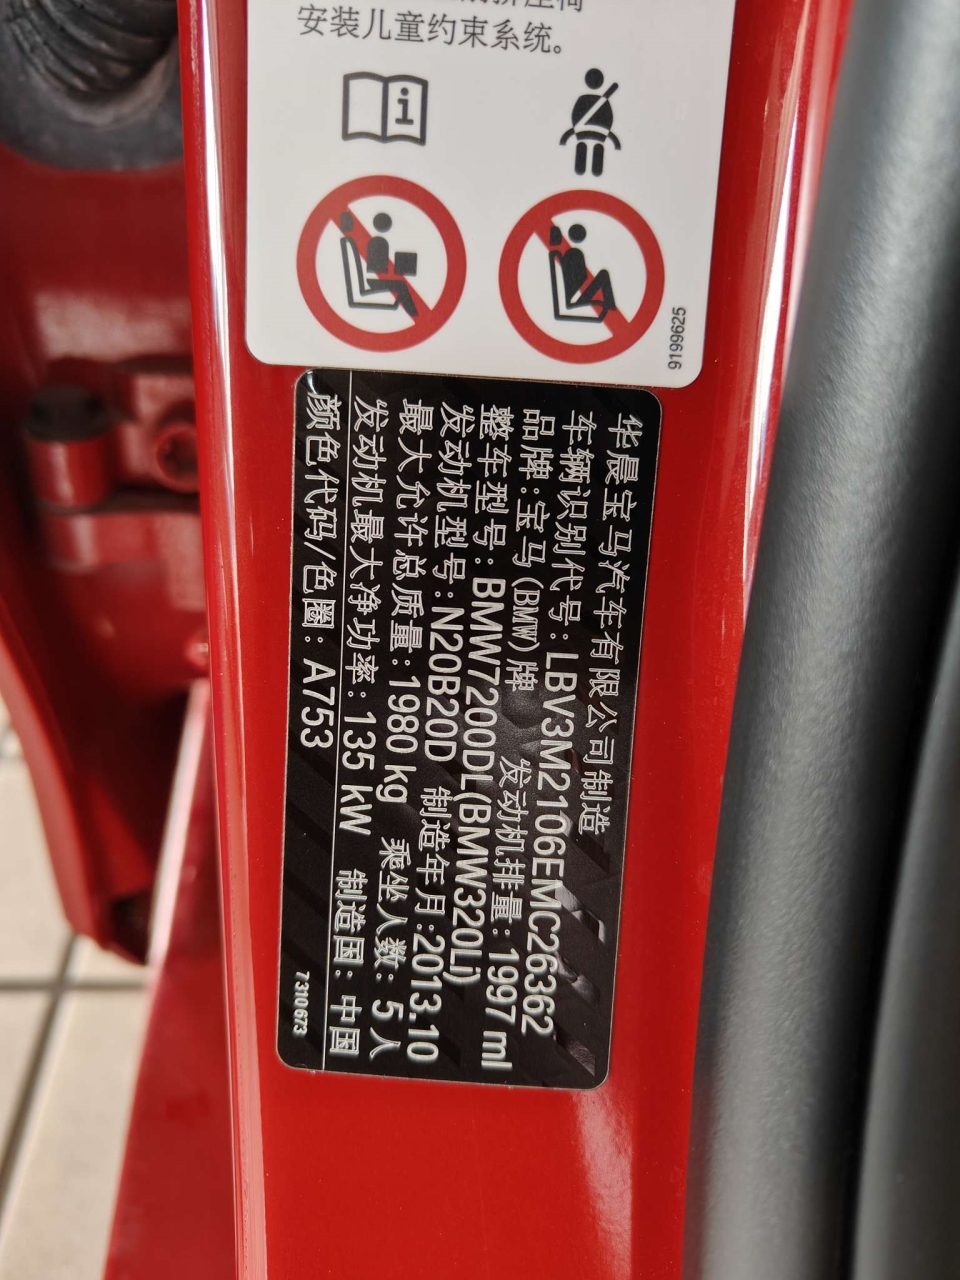 安装儿童约束系统。
9199625
华晨宝马汽车有限公司制造
车辆识别代号:LBV3M2106EMC26362
品牌:宝马(BMW)牌 发动机排量:1997 ml
整车型号:BMW7200DL(BMW320Li)
发动机型号:N20B20D 制造年月:2013.10
最大允许总质量:1980 kg 乘坐人数: 5 人
发动机最大净功率: 135 kW 制造国: 中国
颜色代码/色圈: A753
7310673